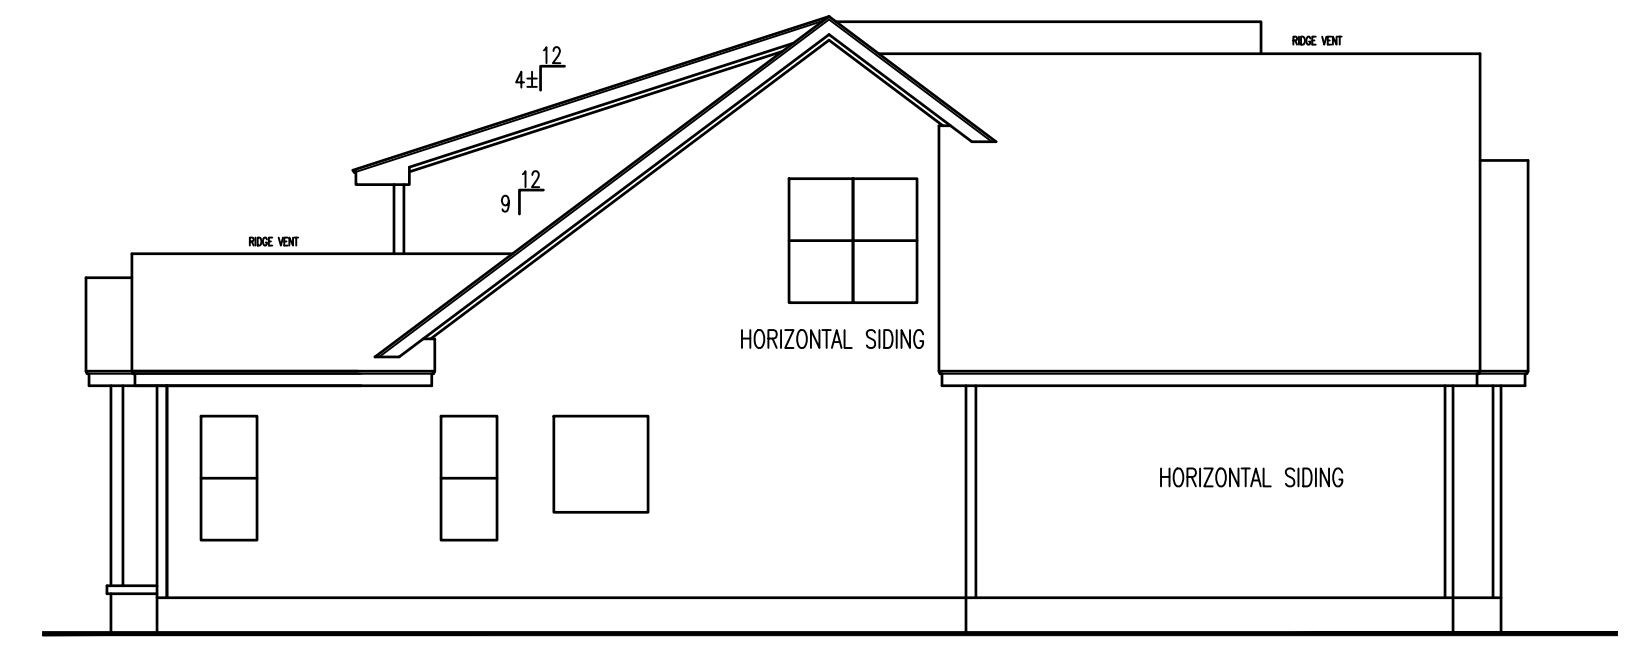 RIDGE VENT
12
4±
12
9
RIDGE VENT
HORIZONTAL SIDING
HORIZONTAL SIDING